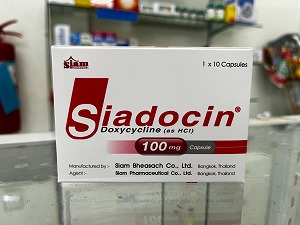 Siam
1 x 10 Capsules
Siadocin®
Doxycycline (as HCl)
100 mg Capsule
Manufactured by :- Siam Bheasach Co., Ltd. Bangkok, Thailand
Agent :- Siam Pharmaceutical Co., Ltd. Bangkok, Thailand